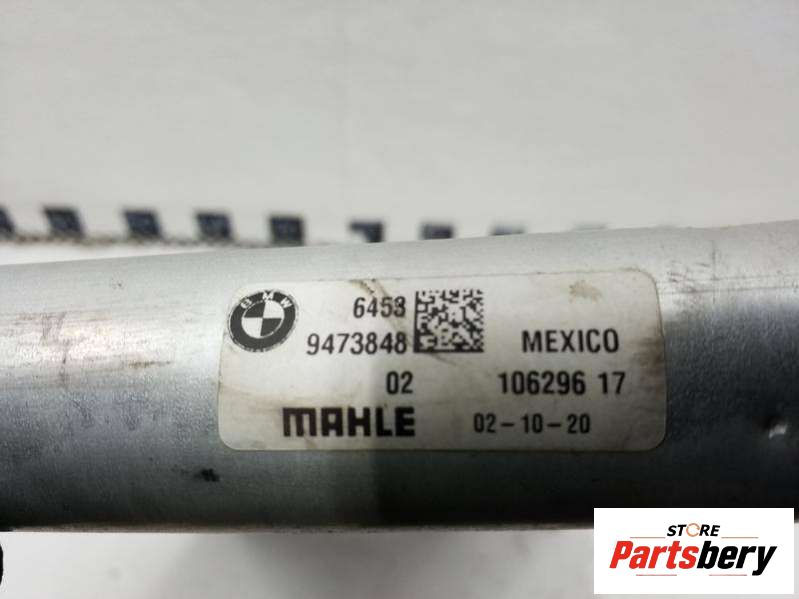 BMW
6453
9473848
MEXICO
02
106296 17
MAHLE
02-10-20
STORE
Partsbery